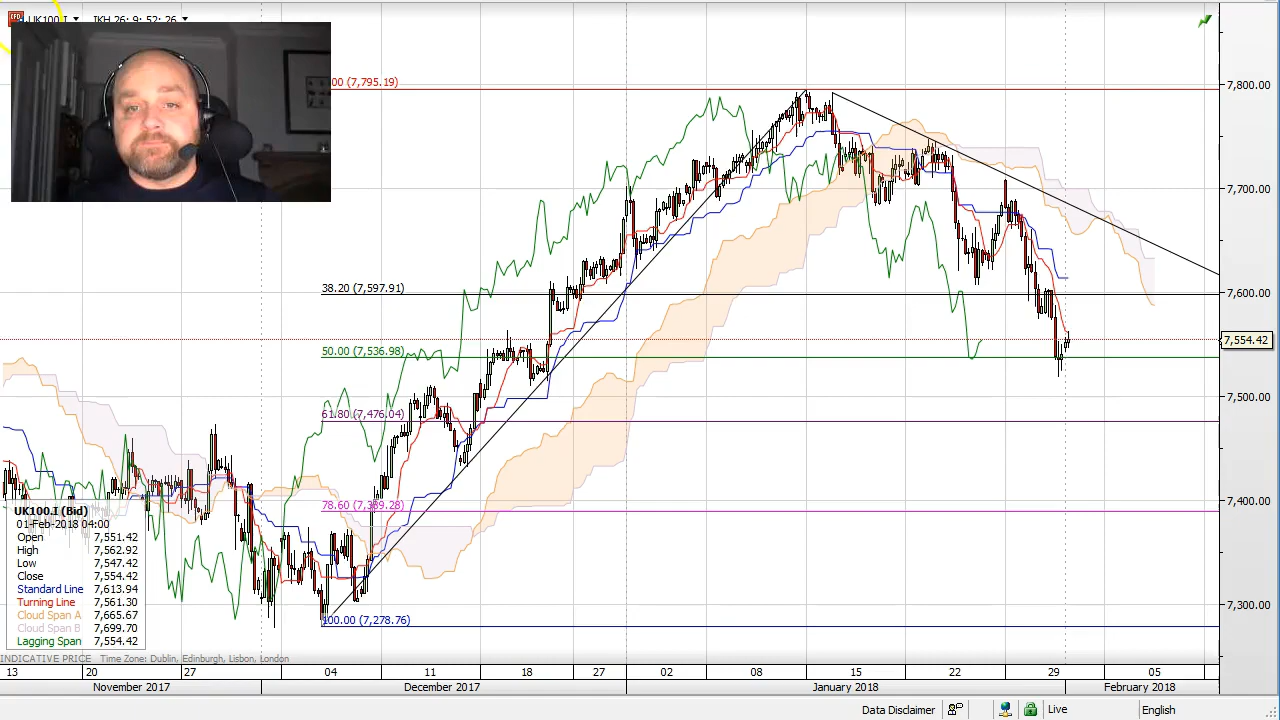 UK100.I IKH 26; 9; 52; 26
.00 (7,795.19)
7,800.00
7,700.00
38.20 (7,597.91)
7,600.00
7,554.42
50.00 (7,536.98)
7,500.00
61.80 (7,476.04)
7,400.00
78.60 (7,389.28)
7,300.00
100.00 (7,278.76)
UK100.I (Bid)
01-Feb-2018 04:00
Open 7,551.42
High 7,562.92
Low 7,547.42
Close 7,554.42
Standard Line 7,613.94
Turning Line 7,561.30
Cloud Span A 7,665.67
Cloud Span B 7,699.70
Lagging Span 7,554.42
INDICATIVE PRICE Time Zone: Dublin, Edinburgh, Lisbon, London
13 20 27 04 11 18 27 02 08 15 22 29 05
November 2017 December 2017 January 2018 February 2018
Data Disclaimer Live English